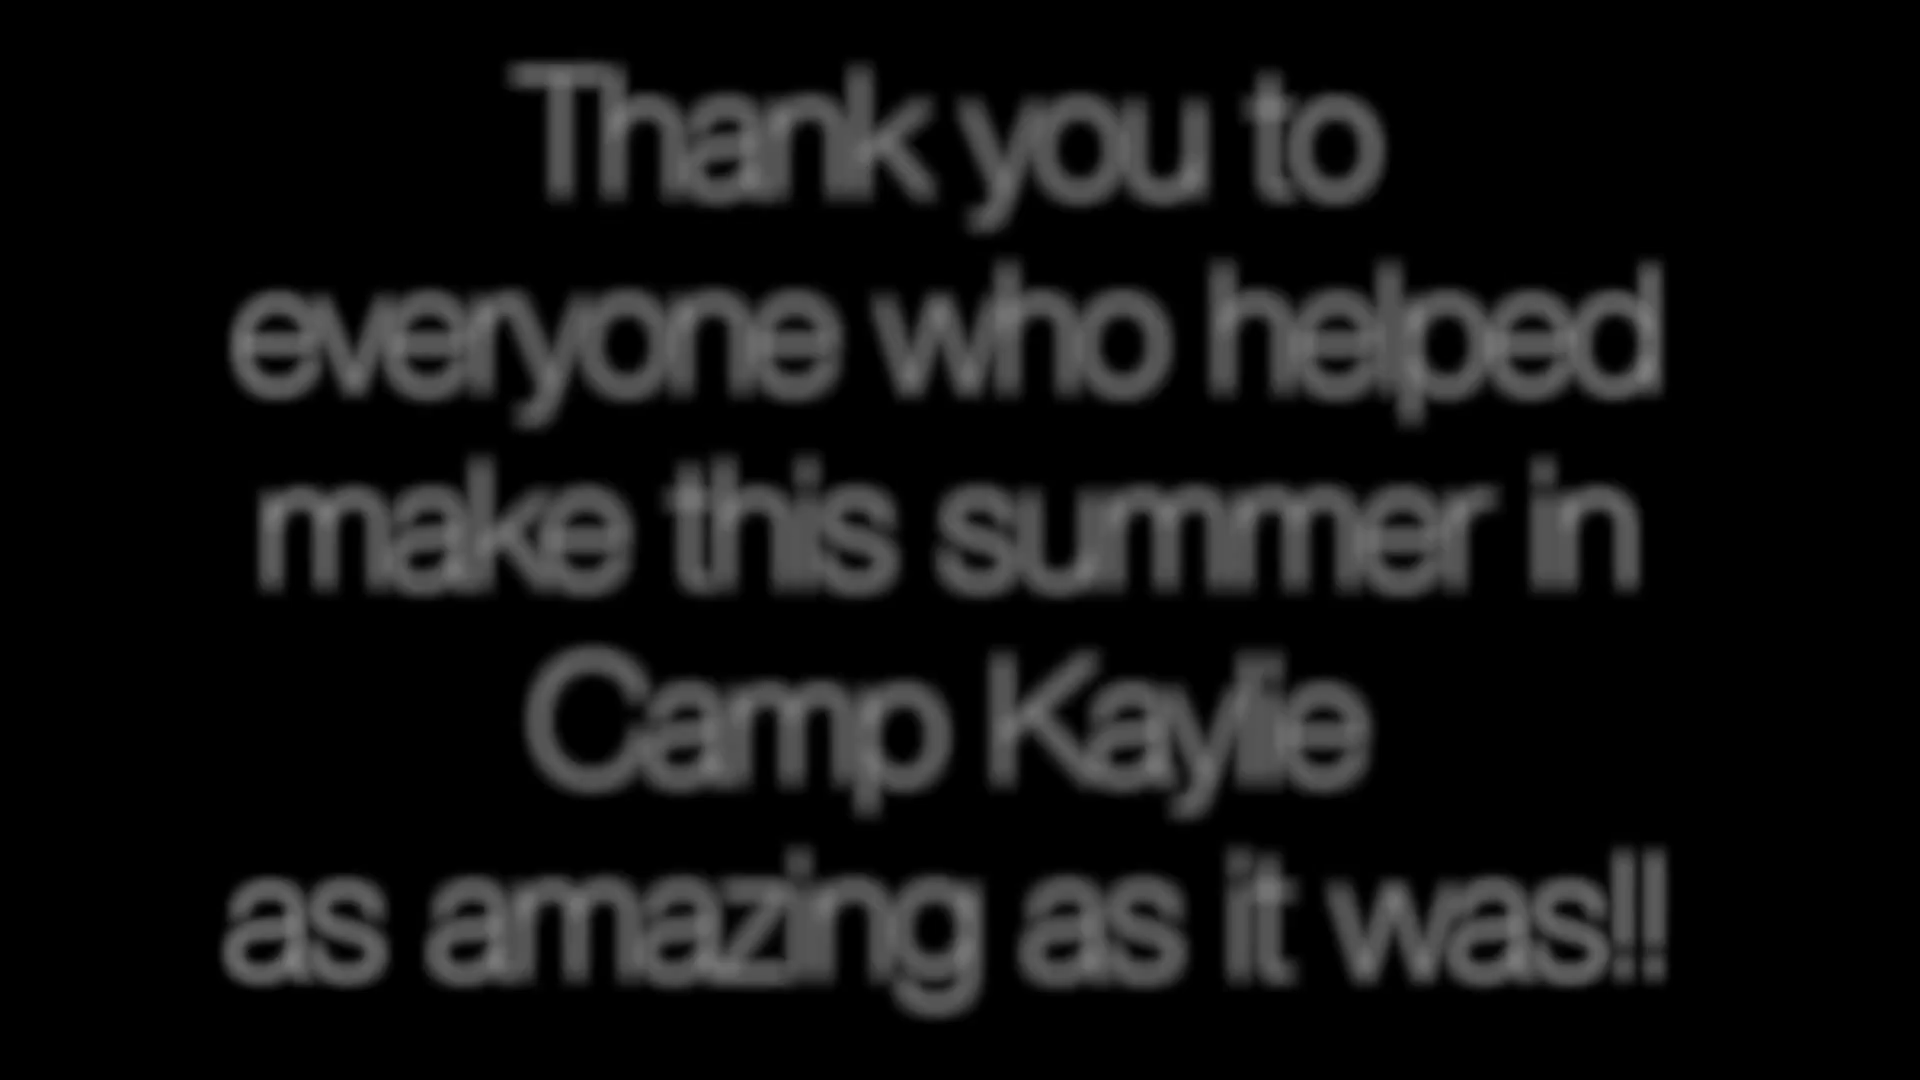 Thank you to
everyone who helped
make this summer in
Camp Kaylie
as amazing as it was!!